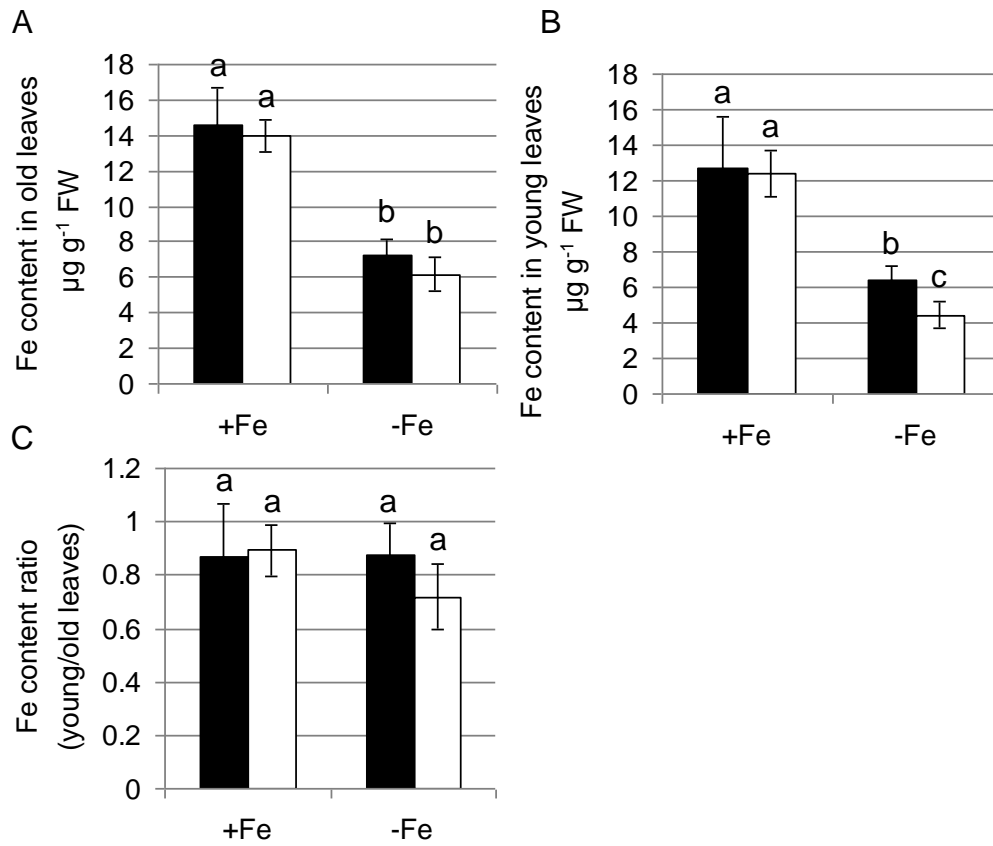 A
Fe content in old leaves
µg g⁻¹ FW
18
16
14
12
10
8
6
4
2
0
a
a
b
b
+Fe
-Fe
B
Fe content in young leaves
µg g⁻¹ FW
18
16
14
12
10
8
6
4
2
0
a
a
b
c
+Fe
-Fe
C
Fe content ratio
(young/old leaves)
1.2
1
0.8
0.6
0.4
0.2
0
a
a
a
a
+Fe
-Fe